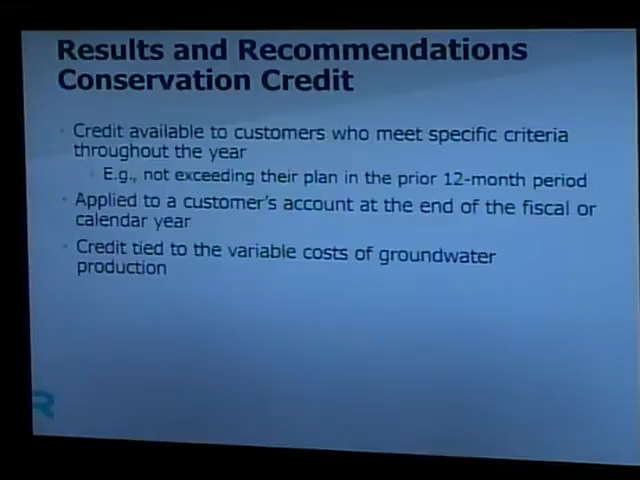 Results and Recommendations
Conservation Credit
Credit available to customers who meet specific criteria
throughout the year
E.g., not exceeding their plan in the prior 12-month period
Applied to a customer's account at the end of the fiscal or
calendar year
Credit tied to the variable costs of groundwater
production
R